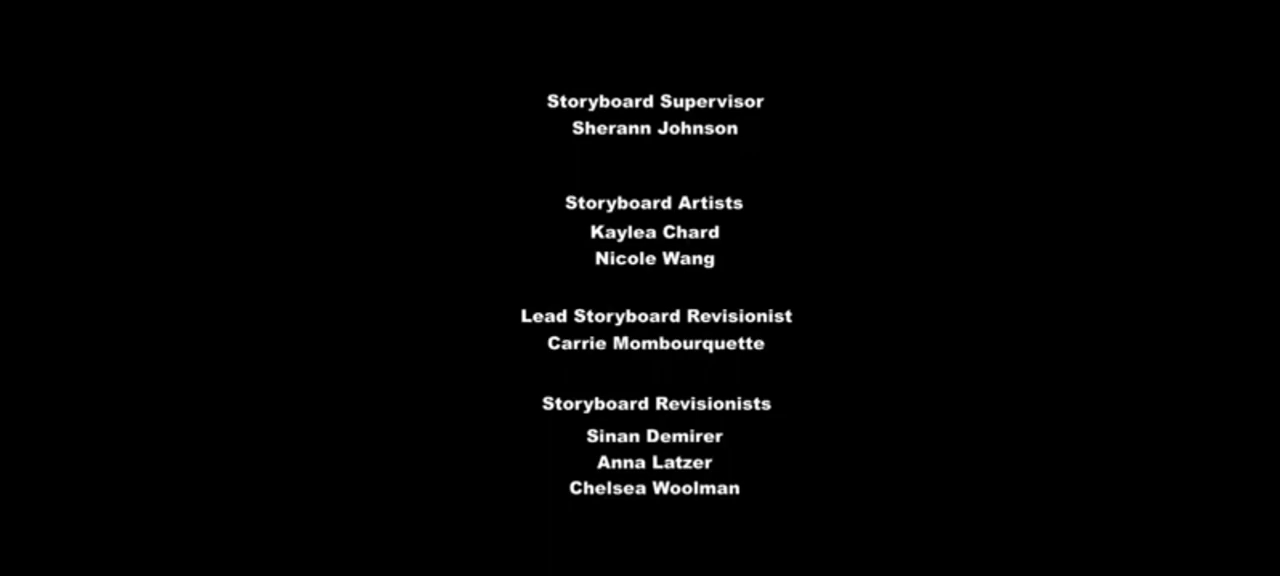 Storyboard Supervisor
Sherann Johnson
Storyboard Artists
Kaylea Chard
Nicole Wang
Lead Storyboard Revisionist
Carrie Mombourquette
Storyboard Revisionists
Sinan Demirer
Anna Latzer
Chelsea Woolman